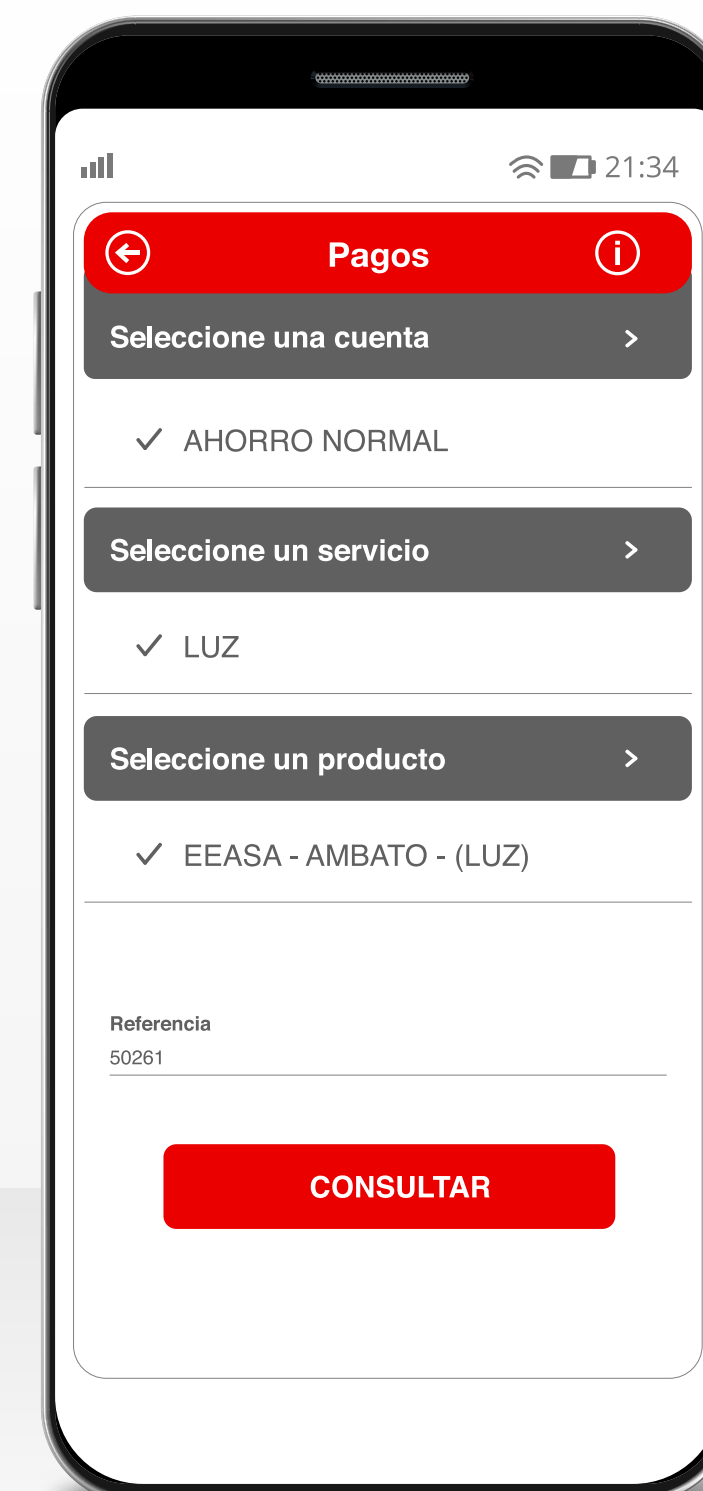 21:34
Pagos
i
Seleccione una cuenta
AHORRO NORMAL
Seleccione un servicio
LUZ
Seleccione un producto
EEASA - AMBATO - (LUZ)
Referencia
50261
CONSULTAR